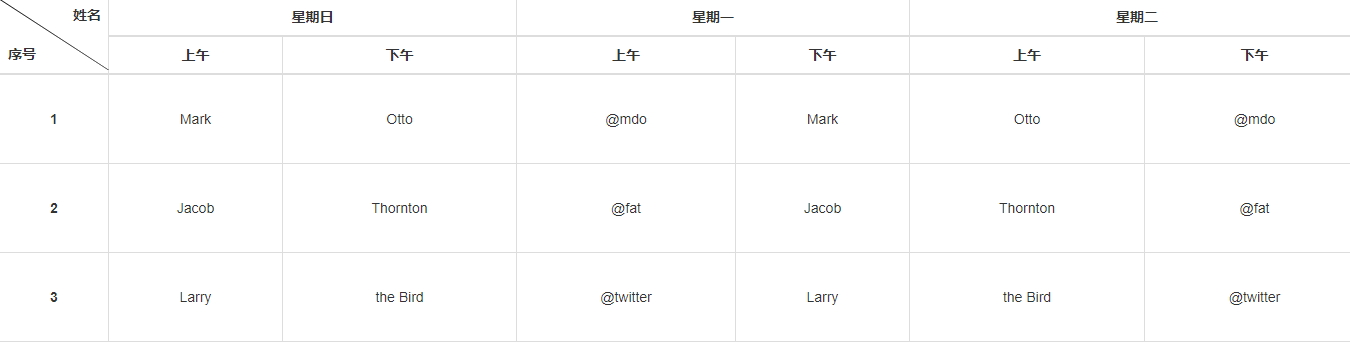 姓名 星期日 星期一 星期二
序号 上午 下午 上午 下午 上午 下午
1 Mark Otto @mdo Mark Otto @mdo
2 Jacob Thornton @fat Jacob Thornton @fat
3 Larry the Bird @twitter Larry the Bird @twitter